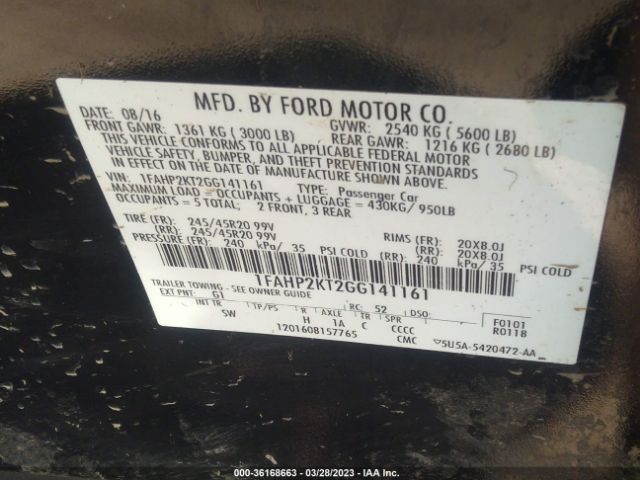 MFD. BY FORD MOTOR CO.
DATE: 08/16 GVWR: 2540 KG ( 5600 LB)
FRONT GAWR: 1361 KG ( 3000 LB) REAR GAWR: 1216 KG ( 2680 LB)
THIS VEHICLE CONFORMS TO ALL APPLICABLE FEDERAL MOTOR
VEHICLE SAFETY, BUMPER, AND THEFT PREVENTION STANDARDS
IN EFFECT ON THE DATE OF MANUFACTURE SHOWN ABOVE.
VIN: 1FAHP2KT2GG141161 TYPE: Passenger Car
MAXIMUM LOAD = OCCUPANTS + LUGGAGE = 430KG/ 950LB
OCCUPANTS = 5 TOTAL; 2 FRONT, 3 REAR
TIRE (FR): 245/45R20 99V RIMS (FR): 20X8.0J
(RR): 245/45R20 99V (RR): 20X8.0J
PRESSURE (FR): 240 kPa/ 35 PSI COLD (RR): 240 kPa/ 35 PSI COLD
1FAHP2KT2GG141161
TRAILER TOWING - SEE OWNER GUIDE
EXT PNT: G1 RC: 52 DSO: F0101
INT TR TP/PS R AXLE TR SPR R0118
SW H 1A C CCCC
1201608157765 CMC 5U5A-5420472-AA
000-36168663 - 03/28/2023 - IAA Inc.